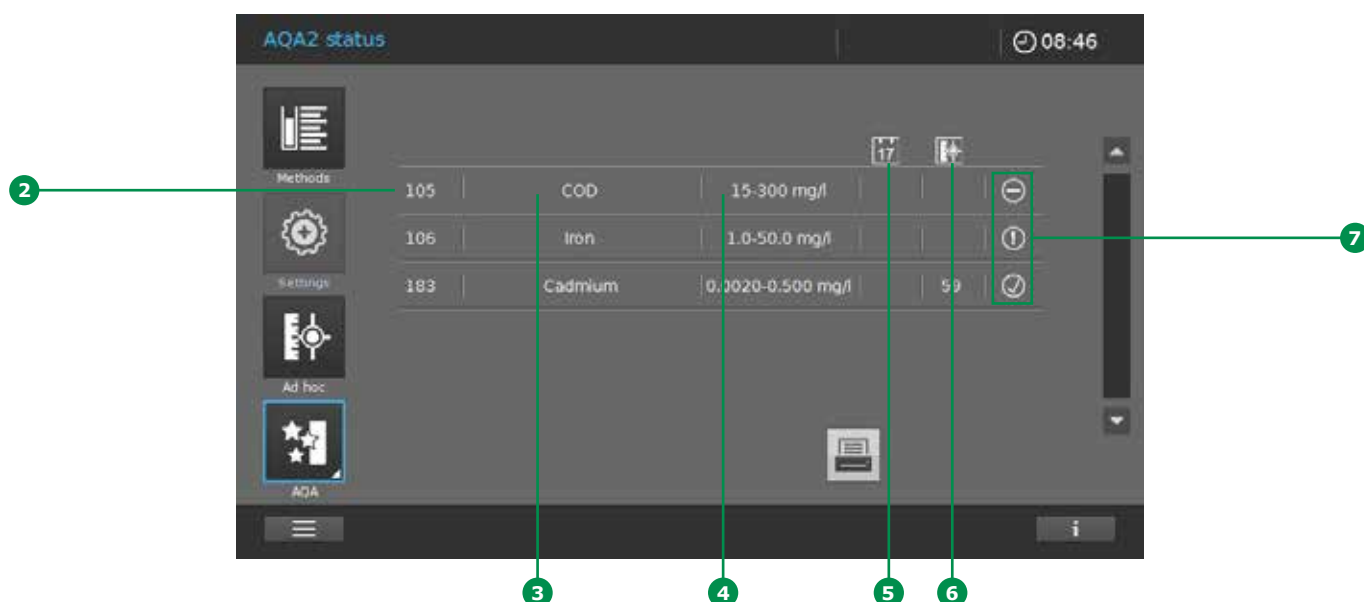 AQA2 status
08:46
17
Methods
2
105 COD 15-300 mg/l
106 Iron 1.0-50.0 mg/l
7
Settings
183 Cadmium 0.0020-0.500 mg/l 59
Ad hoc
AQA
i
3 4 5 6